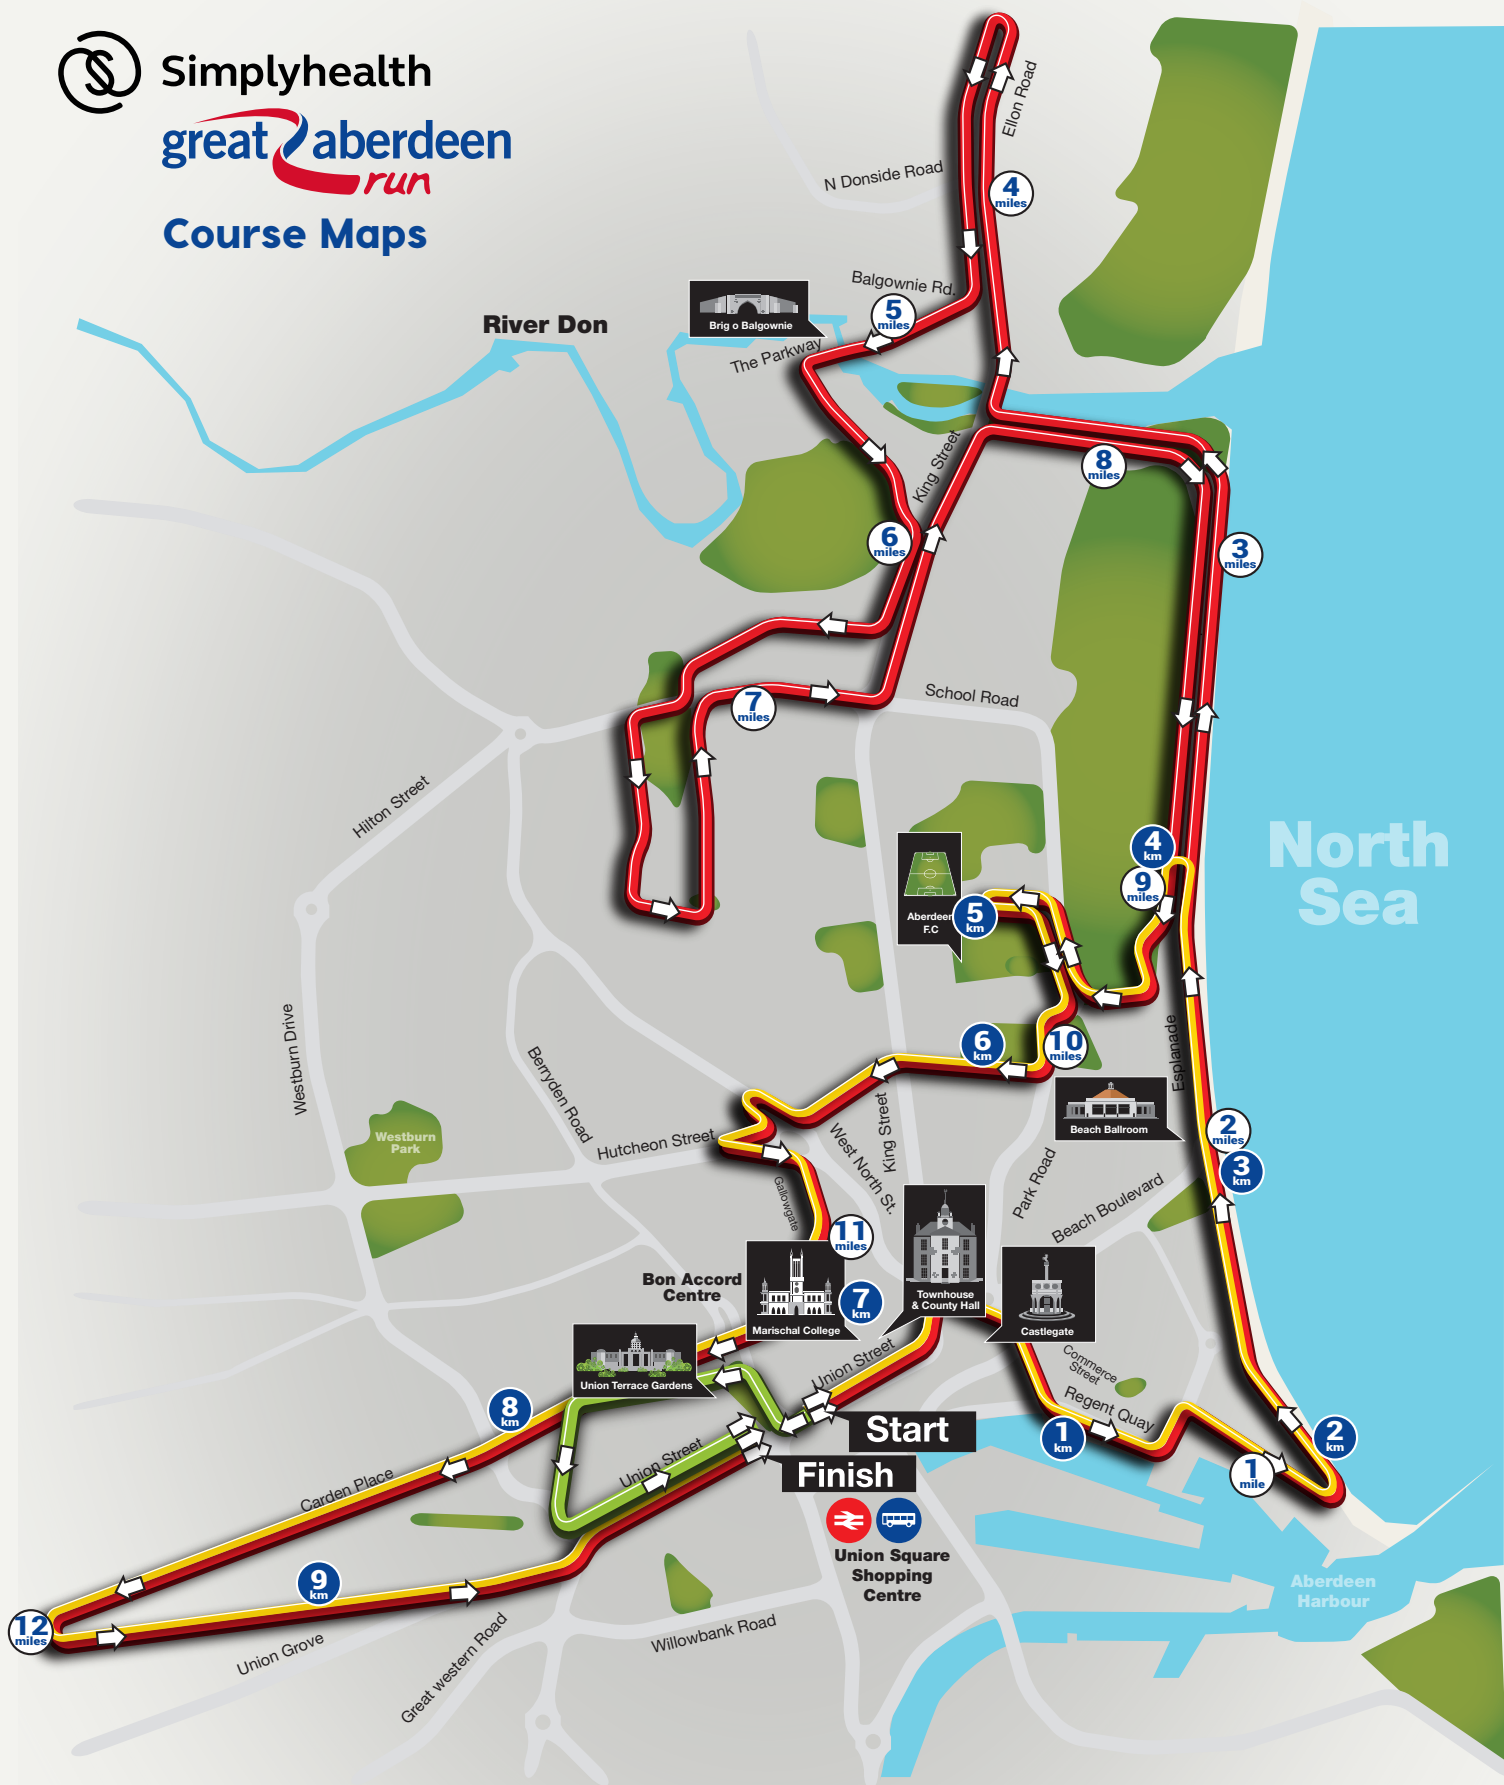 Simplyhealth
great aberdeen
run
Course Maps
Ellon Road
N Donside Road
4
miles
Balgownie Rd.
5
miles
Brig o Balgownie
The Parkway
River Don
King Street
8
miles
6
miles
3
miles
7
miles
School Road
Hilton Street
North
Sea
4
km
9
miles
Aberdeen
F.C
5
km
Westburn Drive
Berryden Road
Esplanade
6
km
10
miles
Beach Ballroom
2
miles
3
km
Westburn
Park
Hutcheon Street
West North St.
King Street
Park Road
Beach Boulevard
Gallowgate
11
miles
Bon Accord
Centre
7
km
Marischal College
Townhouse
& County Hall
Castlegate
Union Terrace Gardens
Union Street
Commerce
Street
Regent Quay
8
km
Start
1
km
2
km
1
mile
Union Street
Finish
Carden Place
Union Square
Shopping
Centre
9
km
Aberdeen
Harbour
12
miles
Union Grove
Great western Road
Willowbank Road